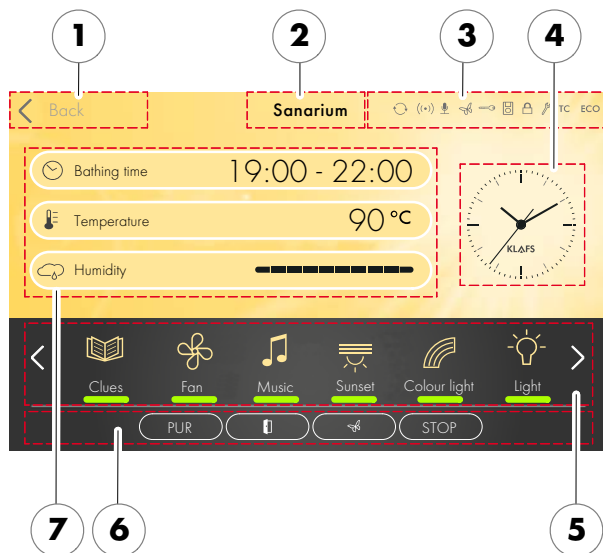 1 2 3 4
Back Sanarium TC ECO
Bathing time 19:00 - 22:00
Temperature 90 °C
KLAFS
Humidity
Clues Fan Music Sunset Colour light Light
PUR STOP
7 6 5